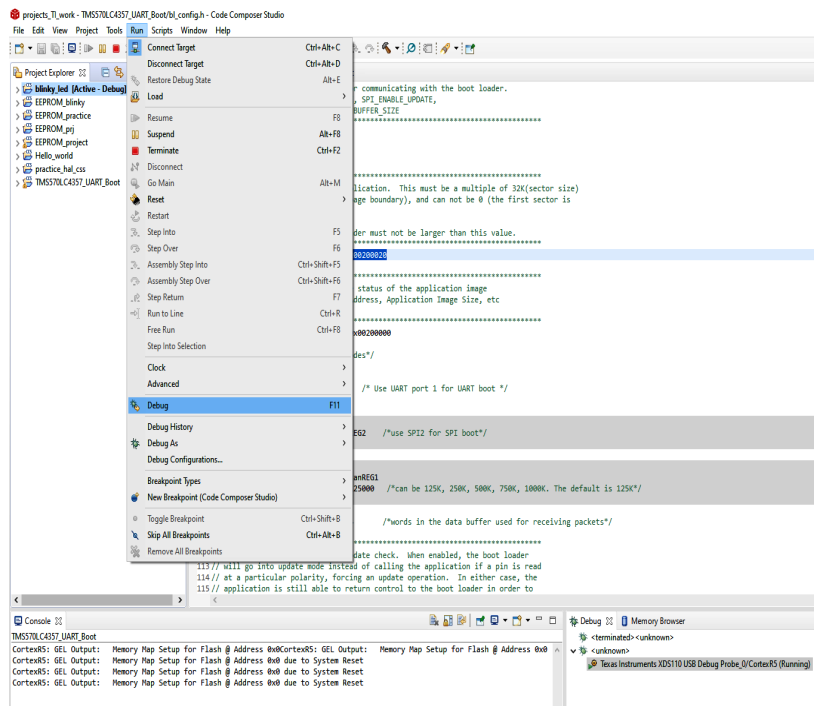 projects_TI_work - TMS570LC4357_UART_Boot/bl_config.h - Code Composer Studio
File Edit View Project Tools Run Scripts Window Help
Project Explorer
blinky_led [Active - Debug]
EEPROM_blinky
EEPROM_practice
EEPROM_prj
EEPROM_project
Hello_world
practice_hal_css
TMS570LC4357_UART_Boot
Connect Target Ctrl+Alt+C
Disconnect Target Ctrl+Alt+D
Restore Debug State Alt+E
Load
Resume F8
Suspend Alt+F8
Terminate Ctrl+F2
Disconnect
Go Main Alt+M
Reset
Restart
Step Into F5
Step Over F6
Assembly Step Into Ctrl+Shift+F5
Assembly Step Over Ctrl+Shift+F6
Step Return F7
Run to Line Ctrl+R
Free Run Ctrl+F8
Step Into Selection
Clock
Advanced
Debug F11
Debug History
Debug As
Debug Configurations...
Breakpoint Types
New Breakpoint (Code Composer Studio)
Toggle Breakpoint Ctrl+Shift+B
Skip All Breakpoints Ctrl+Alt+B
Remove All Breakpoints
r communicating with the boot loader.
, SPI_ENABLE_UPDATE,
BUFFER_SIZE
*********************************************
*********************************************
lication. This must be a multiple of 32K(sector size)
age boundary), and can not be 0 (the first sector is
der must not be larger than this value.
*********************************************
00200020
*********************************************
status of the application image
ddress, Application Image Size, etc
*********************************************
x00200000
des*/
/* Use UART port 1 for UART boot */
EG2 /*use SPI2 for SPI boot*/
anREG1
25000 /*can be 125K, 250K, 500K, 750K, 1000K. The default is 125K*/
/*words in the data buffer used for receiving packets*/
*********************************************
date check. When enabled, the boot loader
113 // will go into update mode instead of calling the application if a pin is read
114 // at a particular polarity, forcing an update operation. In either case, the
115 // application is still able to return control to the boot loader in order to
Console
TMS570LC4357_UART_Boot
CortexR5: GEL Output: Memory Map Setup for Flash @ Address 0x0CortexR5: GEL Output: Memory Map Setup for Flash @ Address 0x0
CortexR5: GEL Output: Memory Map Setup for Flash @ Address 0x0 due to System Reset
CortexR5: GEL Output: Memory Map Setup for Flash @ Address 0x0 due to System Reset
CortexR5: GEL Output: Memory Map Setup for Flash @ Address 0x0 due to System Reset
Debug Memory Browser
<terminated><unknown>
<unknown>
Texas Instruments XDS110 USB Debug Probe_0/CortexR5 (Running)